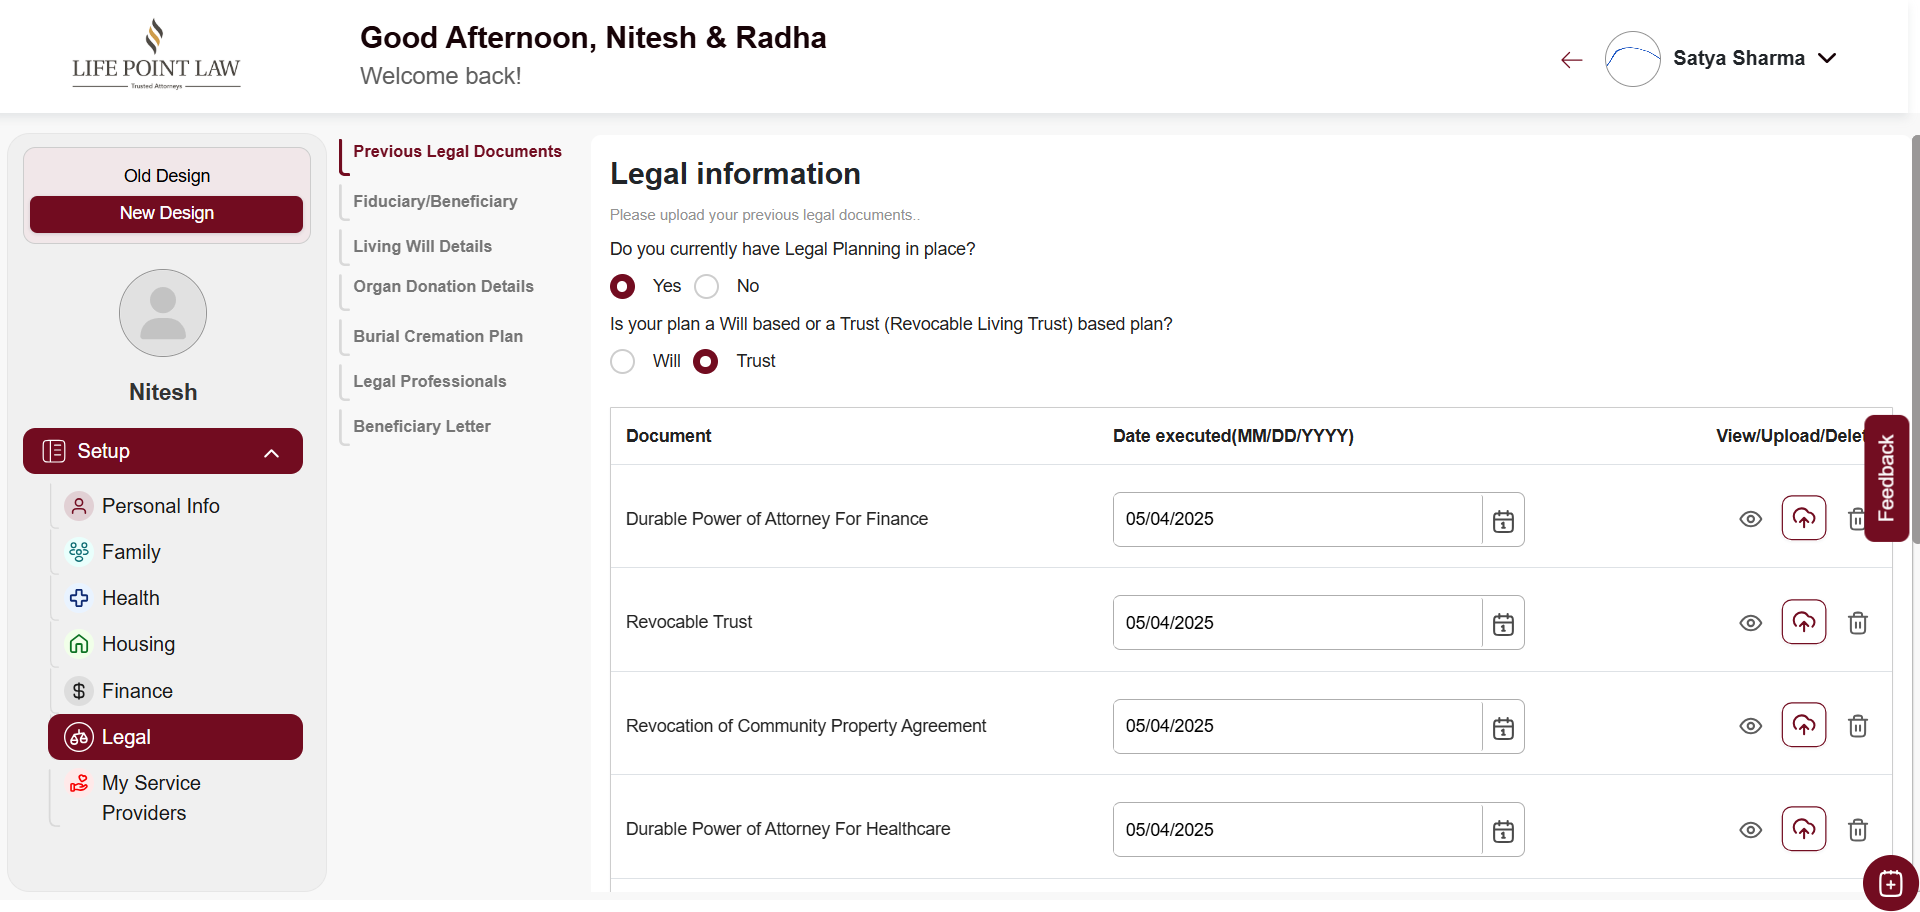 LIFE POINT LAW
Trusted Attorneys
Good Afternoon, Nitesh & Radha
Welcome back!
Satya Sharma
Old Design
New Design
Nitesh
Setup
Personal Info
Family
Health
Housing
Finance
Legal
My Service
Providers
Previous Legal Documents
Fiduciary/Beneficiary
Living Will Details
Organ Donation Details
Burial Cremation Plan
Legal Professionals
Beneficiary Letter
Legal information
Please upload your previous legal documents..
Do you currently have Legal Planning in place?
Yes No
Is your plan a Will based or a Trust (Revocable Living Trust) based plan?
Will Trust
Document Date executed(MM/DD/YYYY) View/Upload/Delet
Durable Power of Attorney For Finance 05/04/2025
Revocable Trust 05/04/2025
Revocation of Community Property Agreement 05/04/2025
Durable Power of Attorney For Healthcare 05/04/2025
Feedback